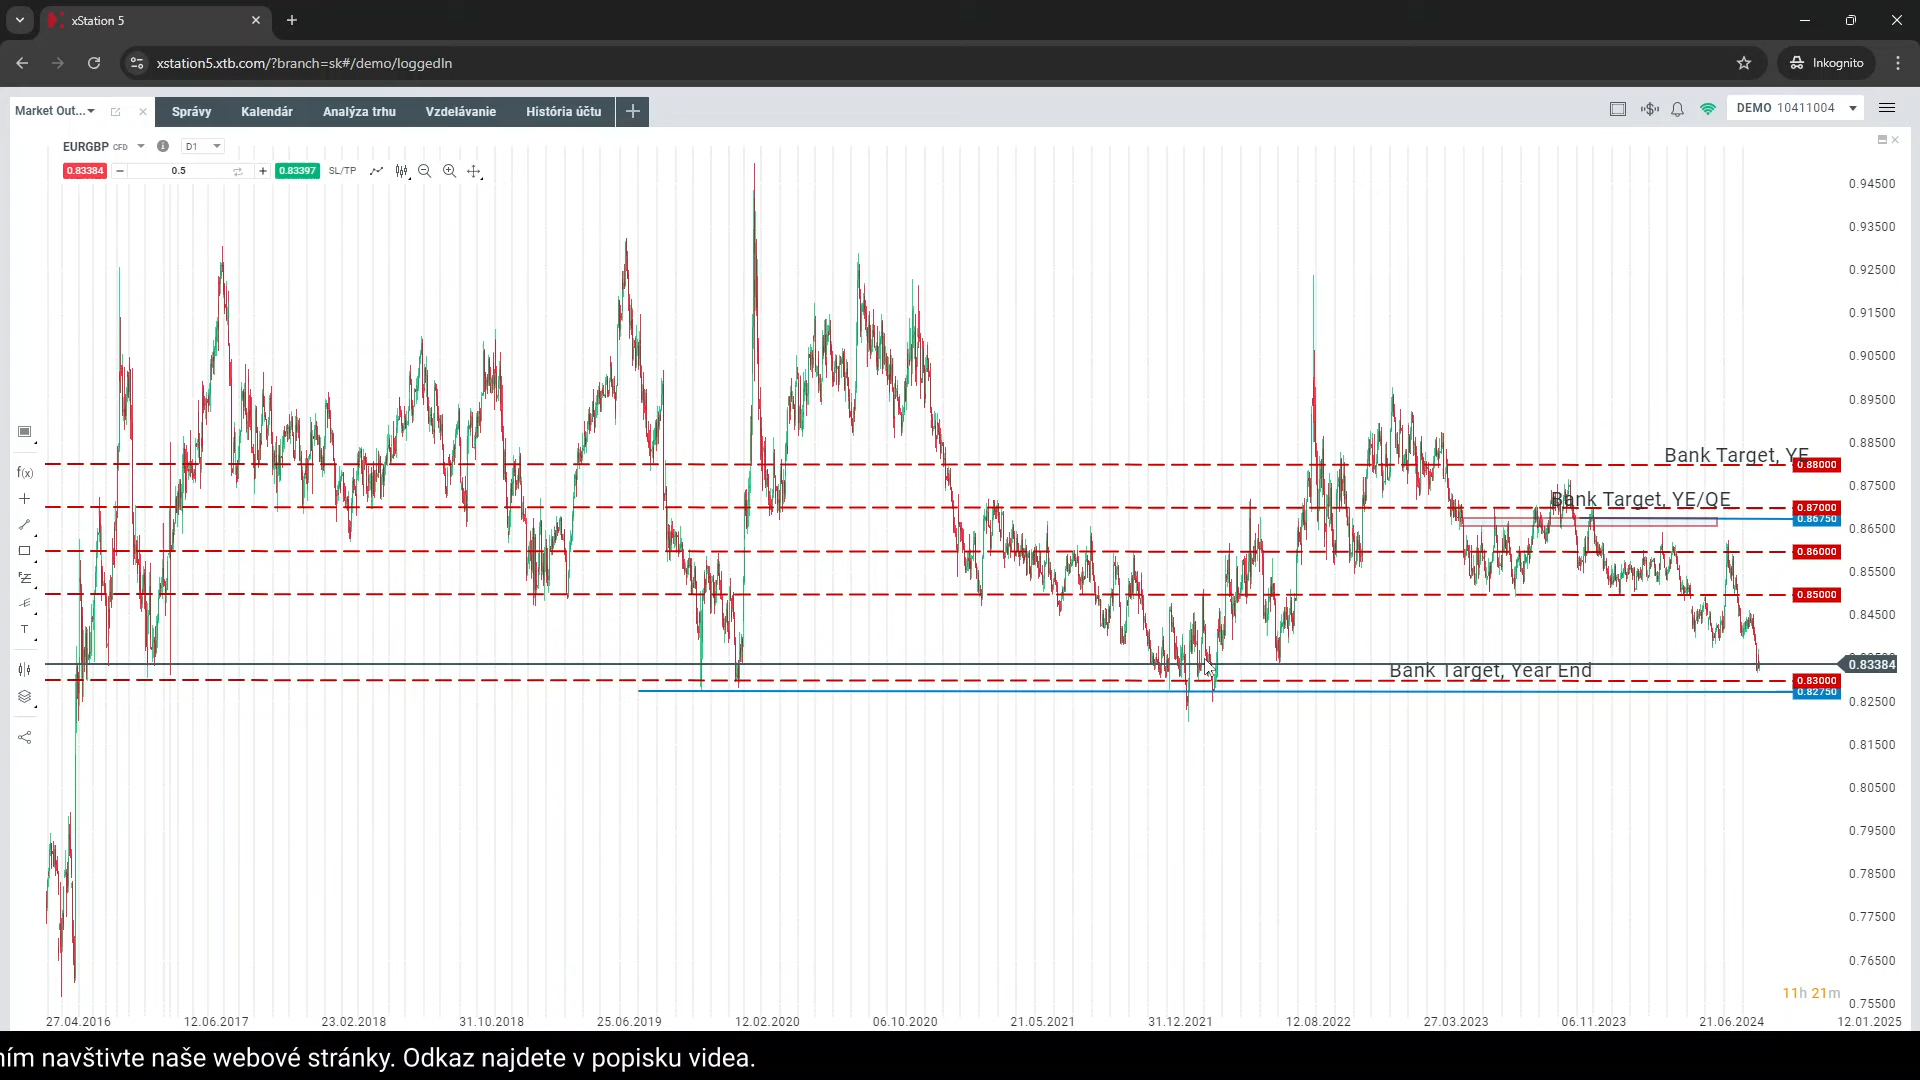 xStation 5
xstation5.xtb.com/?branch=sk#/demo/loggedIn
Inkognito
Market Out...
Správy
Kalendár
Analýza trhu
Vzdelávanie
História účtu
DEMO 10411004
EURGBP CFD
D1
0.83384
0.5
0.83397
SL/TP
0.94500
0.93500
0.92500
0.91500
0.90500
0.89500
0.88500
Bank Target, YE
0.88000
0.87500
Bank Target, YE/QE
0.87000
0.86750
0.86500
0.86000
0.85500
0.85000
0.84500
0.83384
Bank Target, Year End
0.83000
0.82750
0.82500
0.81500
0.80500
0.79500
0.78500
0.77500
0.76500
0.75500
f(x)
T
11h 21m
27.04.2016
12.06.2017
23.02.2018
31.10.2018
25.06.2019
12.02.2020
06.10.2020
21.05.2021
31.12.2021
12.08.2022
27.03.2023
06.11.2023
21.06.2024
12.01.2025
ním navštivte naše webové stránky. Odkaz najdete v popisku videa.